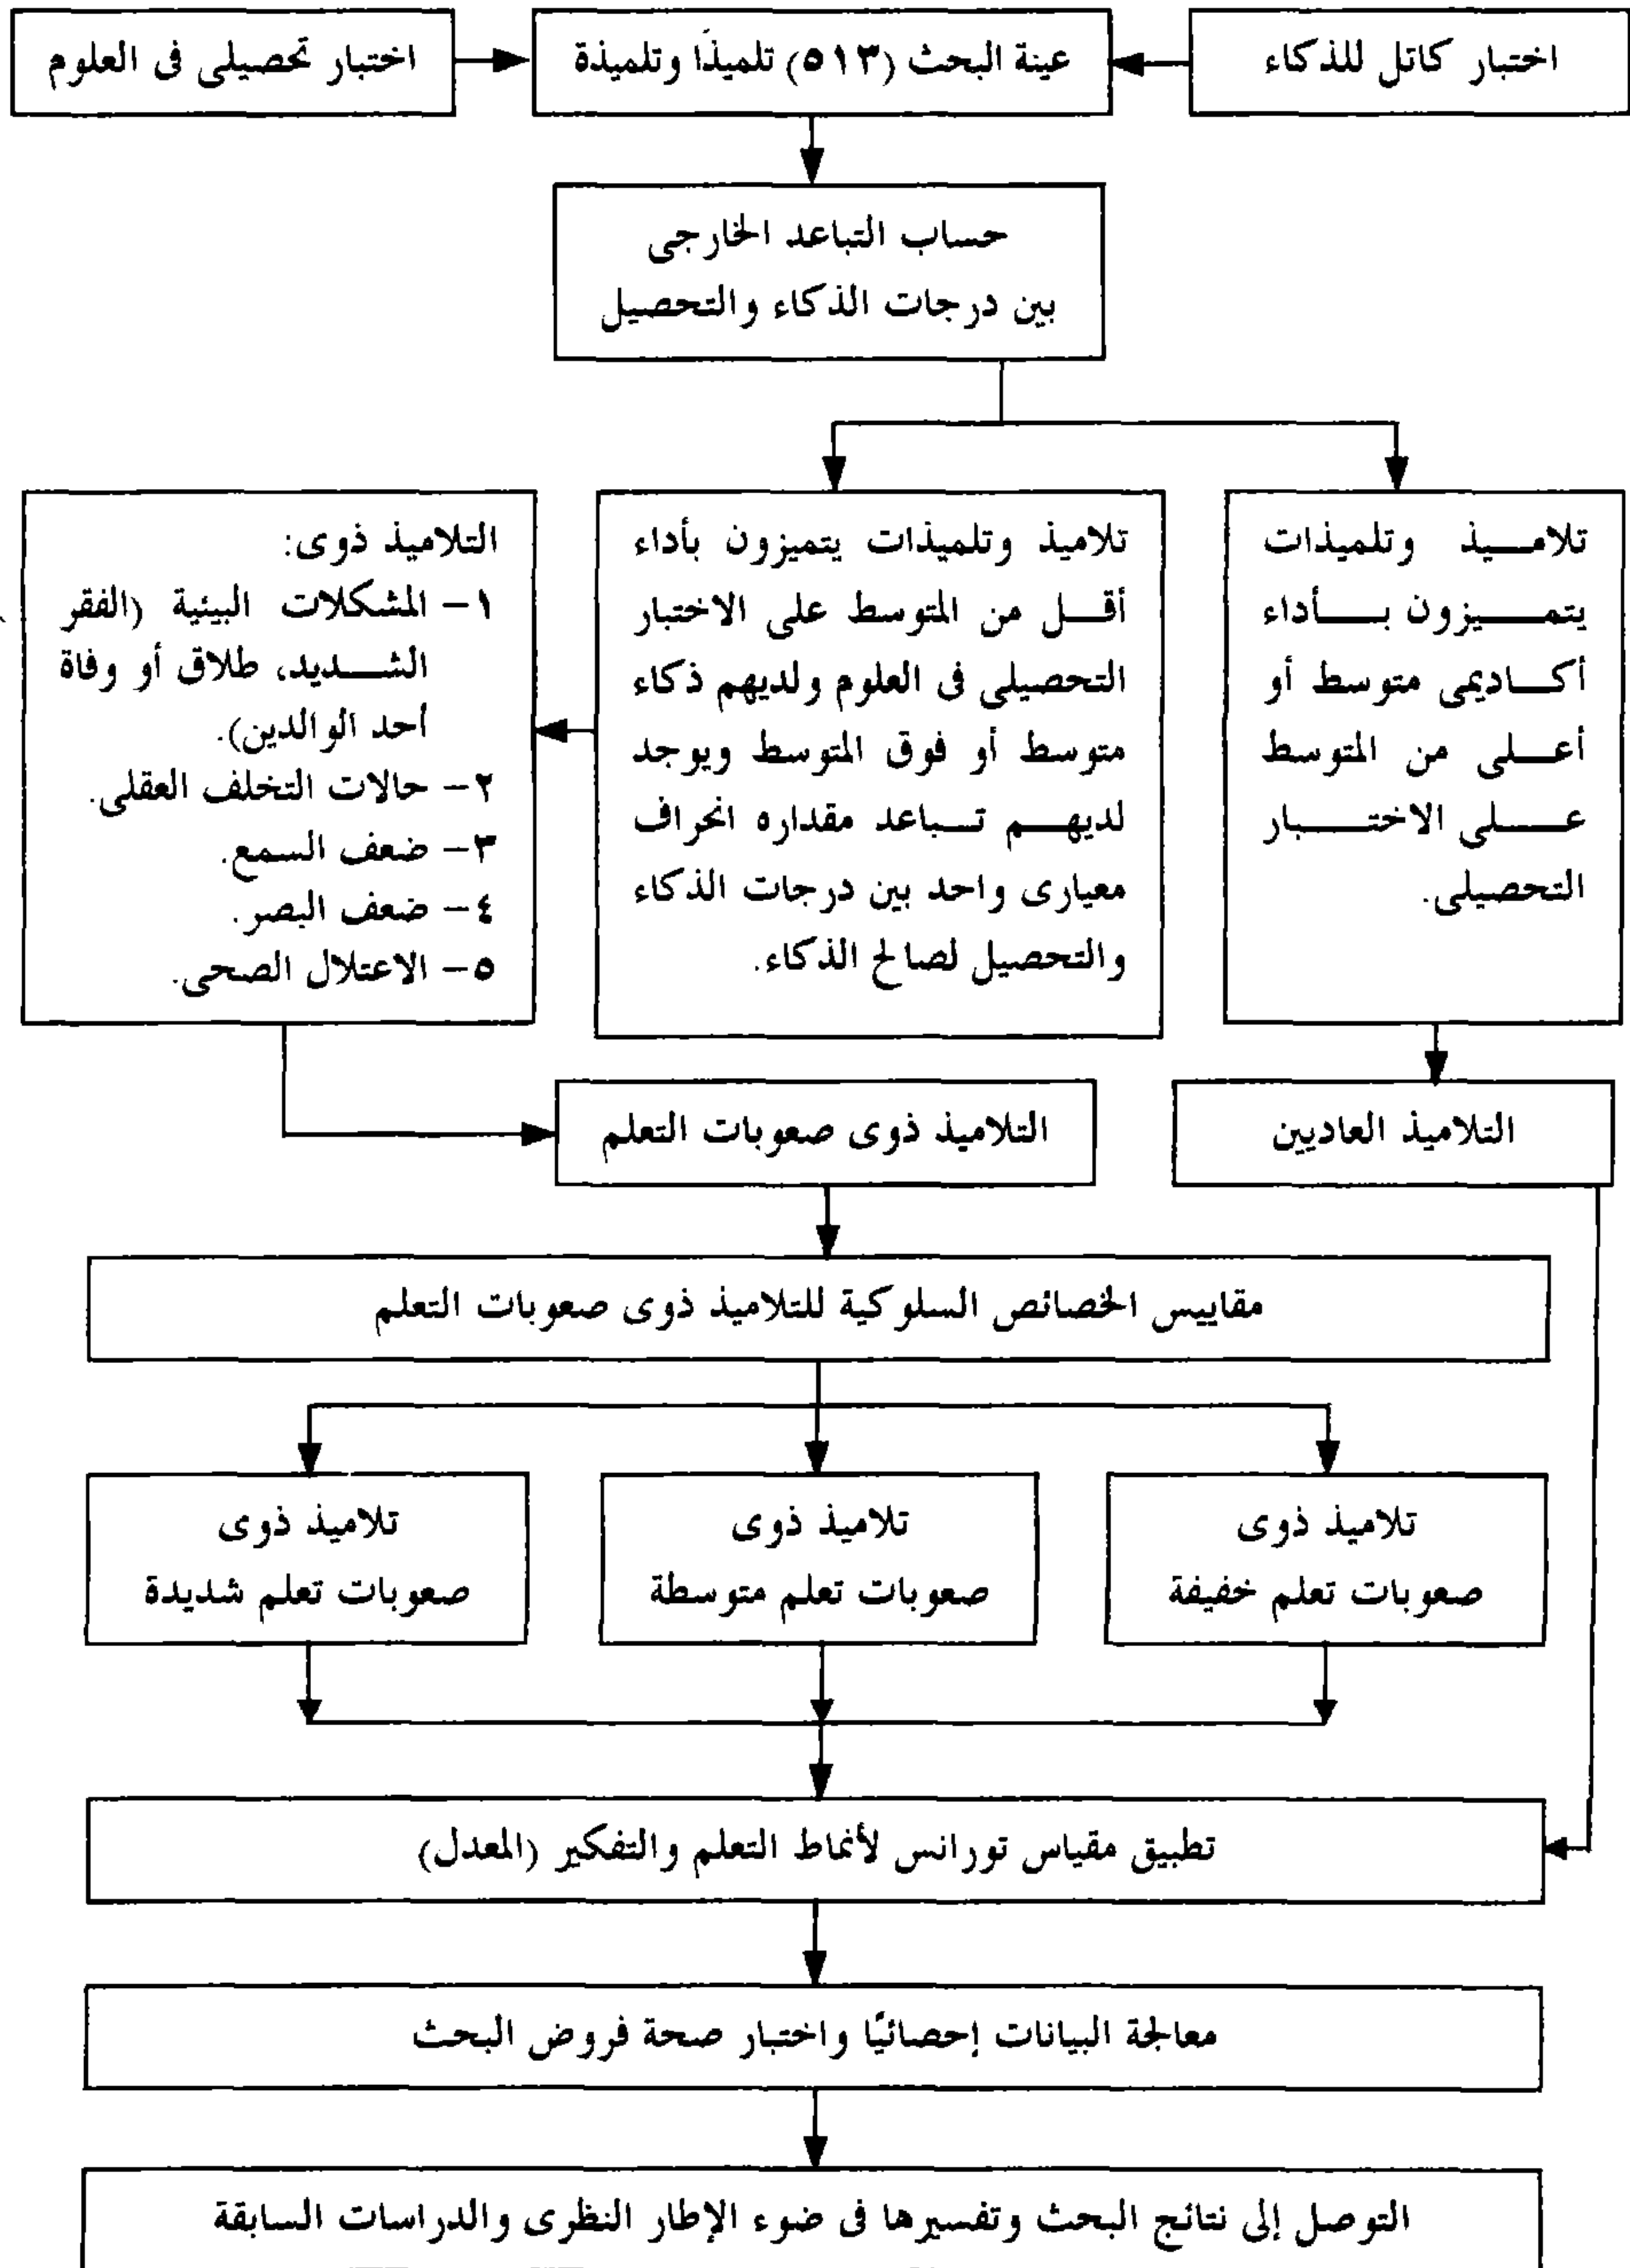 اختبار كاتل للذكاء
عينة البحث (٥١٣) تلميذًا وتلميذة
اختبار تحصيلى فى العلوم
حساب التباعد الخارجى
بين درجات الذكاء والتحصيل
تلاميذ وتلميذات
يتميزون بأداء
أكاديمى متوسط أو
أعلى من المتوسط
على الاختبار
التحصيلى.
تلاميذ وتلميذات يتميزون بأداء
أقل من المتوسط على الاختبار
التحصيلى فى العلوم ولديهم ذكاء
متوسط أو فوق المتوسط ويوجد
لديهم تباعد مقداره انحراف
معيارى واحد بين درجات الذكاء
والتحصيل لصالح الذكاء.
التلاميذ ذوى:
١– المشكلات البيئية (الفقر
الشديد، طلاق أو وفاة
أحد الوالدين).
٢– حالات التخلف العقلى.
٣– ضعف السمع.
٤– ضعف البصر.
٥– الاعتلال الصحى.
التلاميذ العاديين
التلاميذ ذوى صعوبات التعلم
مقاييس الخصائص السلوكية للتلاميذ ذوى صعوبات التعلم
تلاميذ ذوى
صعوبات تعلم خفيفة
تلاميذ ذوى
صعوبات تعلم متوسطة
تلاميذ ذوى
صعوبات تعلم شديدة
تطبيق مقياس تورانس لأنماط التعلم والتفكير (المعدل)
معالجة البيانات إحصائيًا واختبار صحة فروض البحث
التوصل إلى نتائج البحث وتفسيرها فى ضوء الإطار النظرى والدراسات السابقة